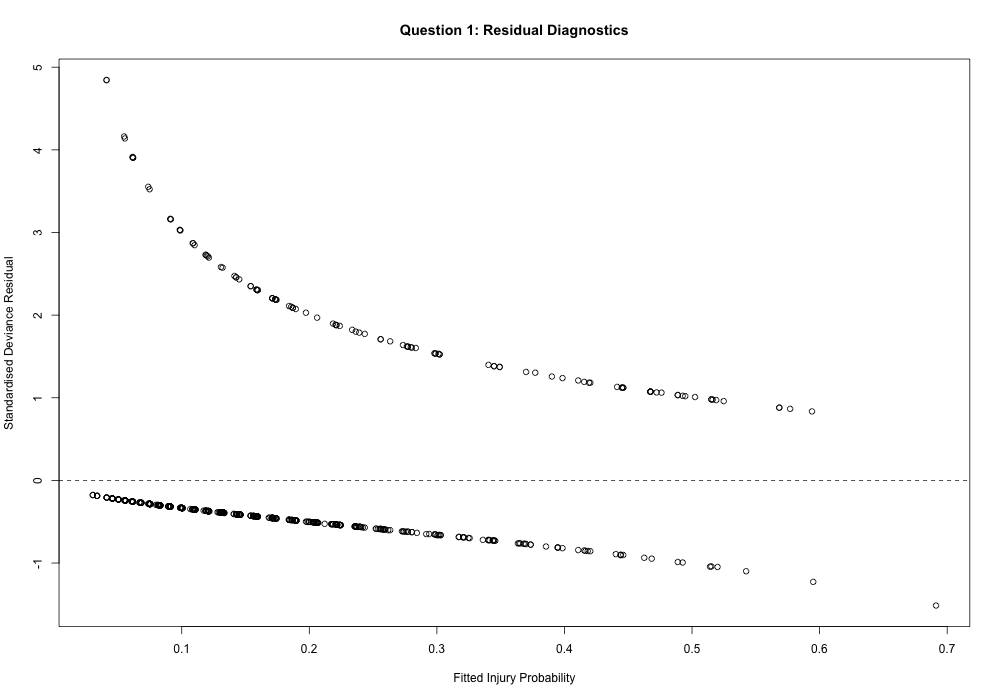 Question 1: Residual Diagnostics
Standardised Deviance Residual
5
4
3
2
1
0
-1
0.1 0.2 0.3 0.4 0.5 0.6 0.7
Fitted Injury Probability